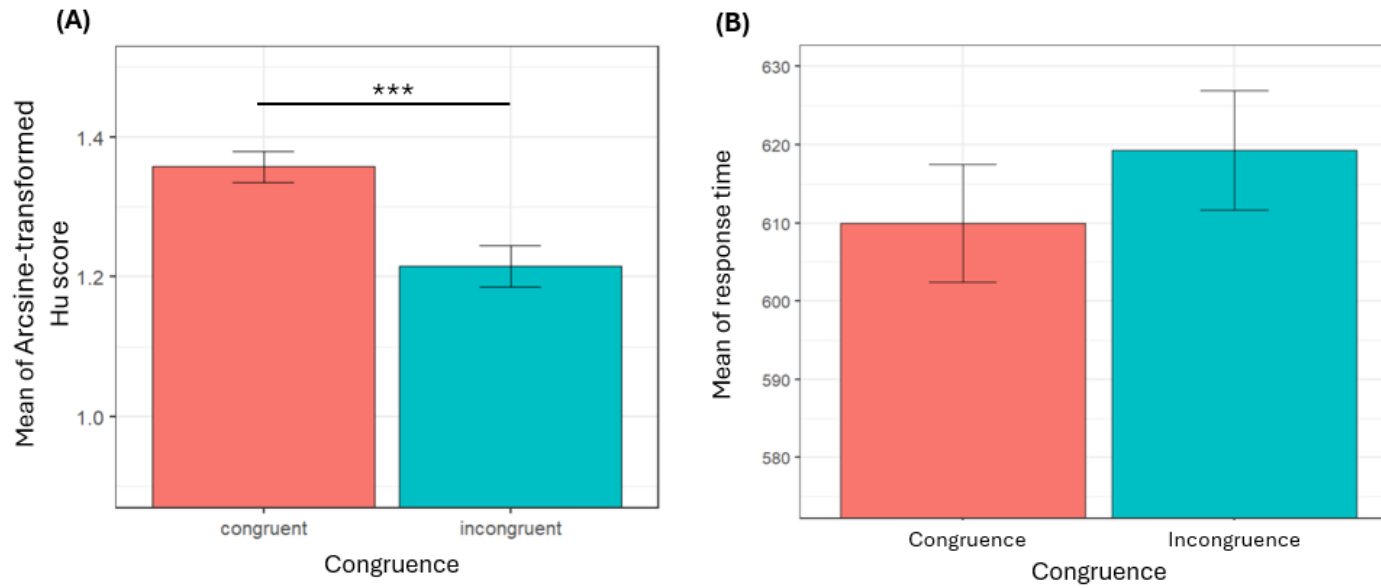 (A)
Mean of Arcsine-transformed
Hu score
1.4
1.2
1.0
***
congruent
incongruent
Congruence
(B)
Mean of response time
630
620
610
600
590
580
Congruence
Incongruence
Congruence